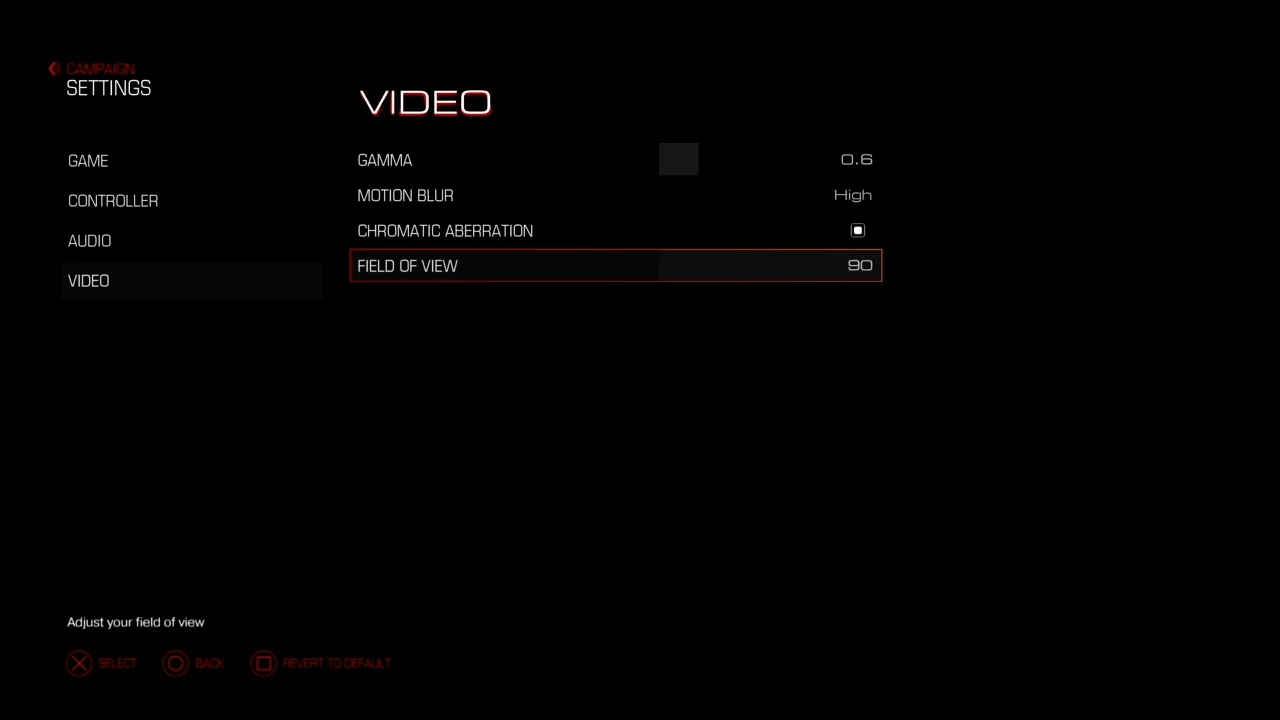 CAMPAIGN
SETTINGS
VIDEO
GAME
CONTROLLER
AUDIO
VIDEO
GAMMA 0.6
MOTION BLUR High
CHROMATIC ABERRATION
FIELD OF VIEW 90
Adjust your field of view
SELECT BACK REVERT TO DEFAULT